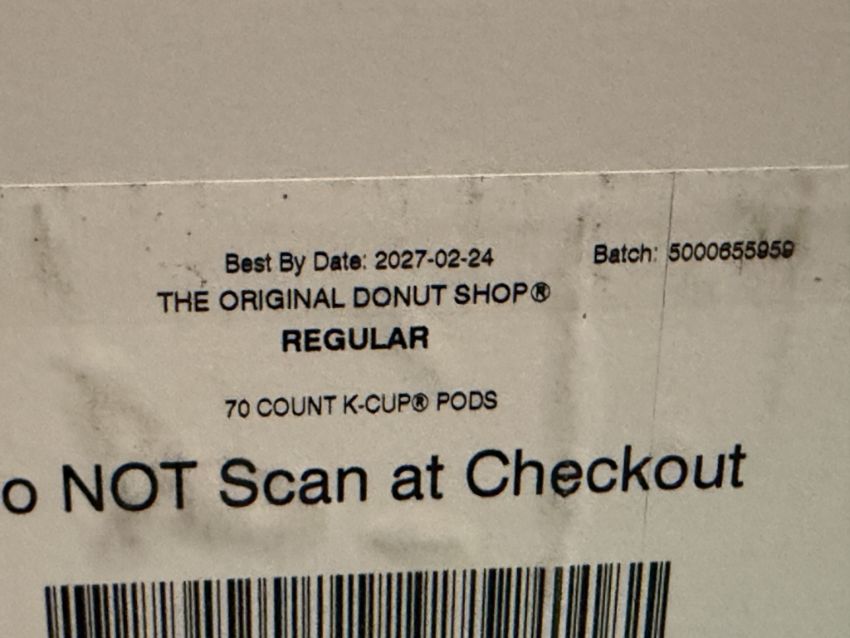 Best By Date: 2027-02-24 Batch: 5000655959
THE ORIGINAL DONUT SHOP®
REGULAR
70 COUNT K-CUP® PODS
o NOT Scan at Checkout